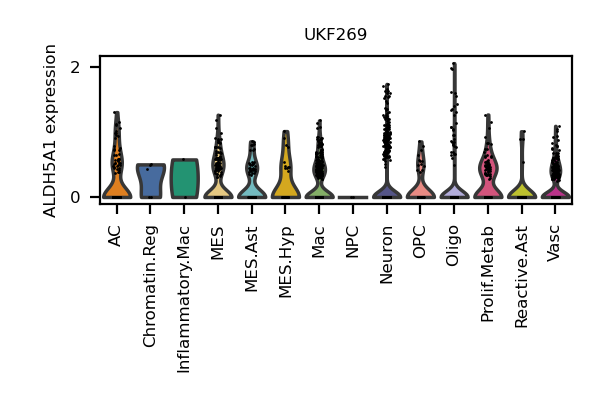 UKF269
ALDH5A1 expression
2
0
AC
Chromatin.Reg
Inflammatory.Mac
MES
MES.Ast
MES.Hyp
Mac
NPC
Neuron
OPC
Oligo
Prolif.Metab
Reactive.Ast
Vasc